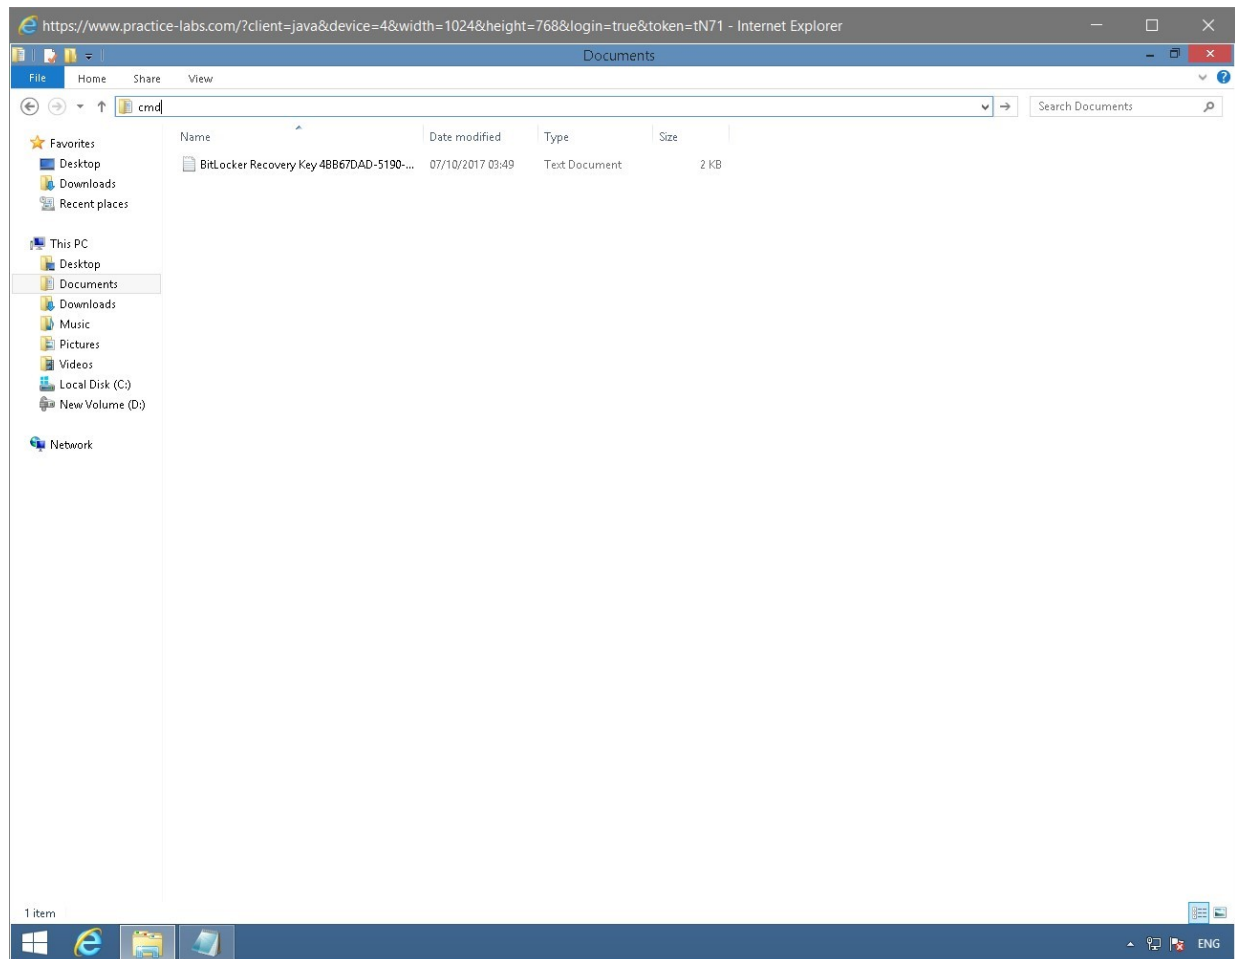 https://www.practice-labs.com/?client=java&device=4&width=1024&height=768&login=true&token=tN71 - Internet Explorer
Documents
File Home Share View
cmd
Search Documents
Favorites
Desktop
Downloads
Recent places
This PC
Desktop
Documents
Downloads
Music
Pictures
Videos
Local Disk (C:)
New Volume (D:)
Network
Name Date modified Type Size
BitLocker Recovery Key 4BB67DAD-5190-... 07/10/2017 03:49 Text Document 2 KB
1 item
ENG